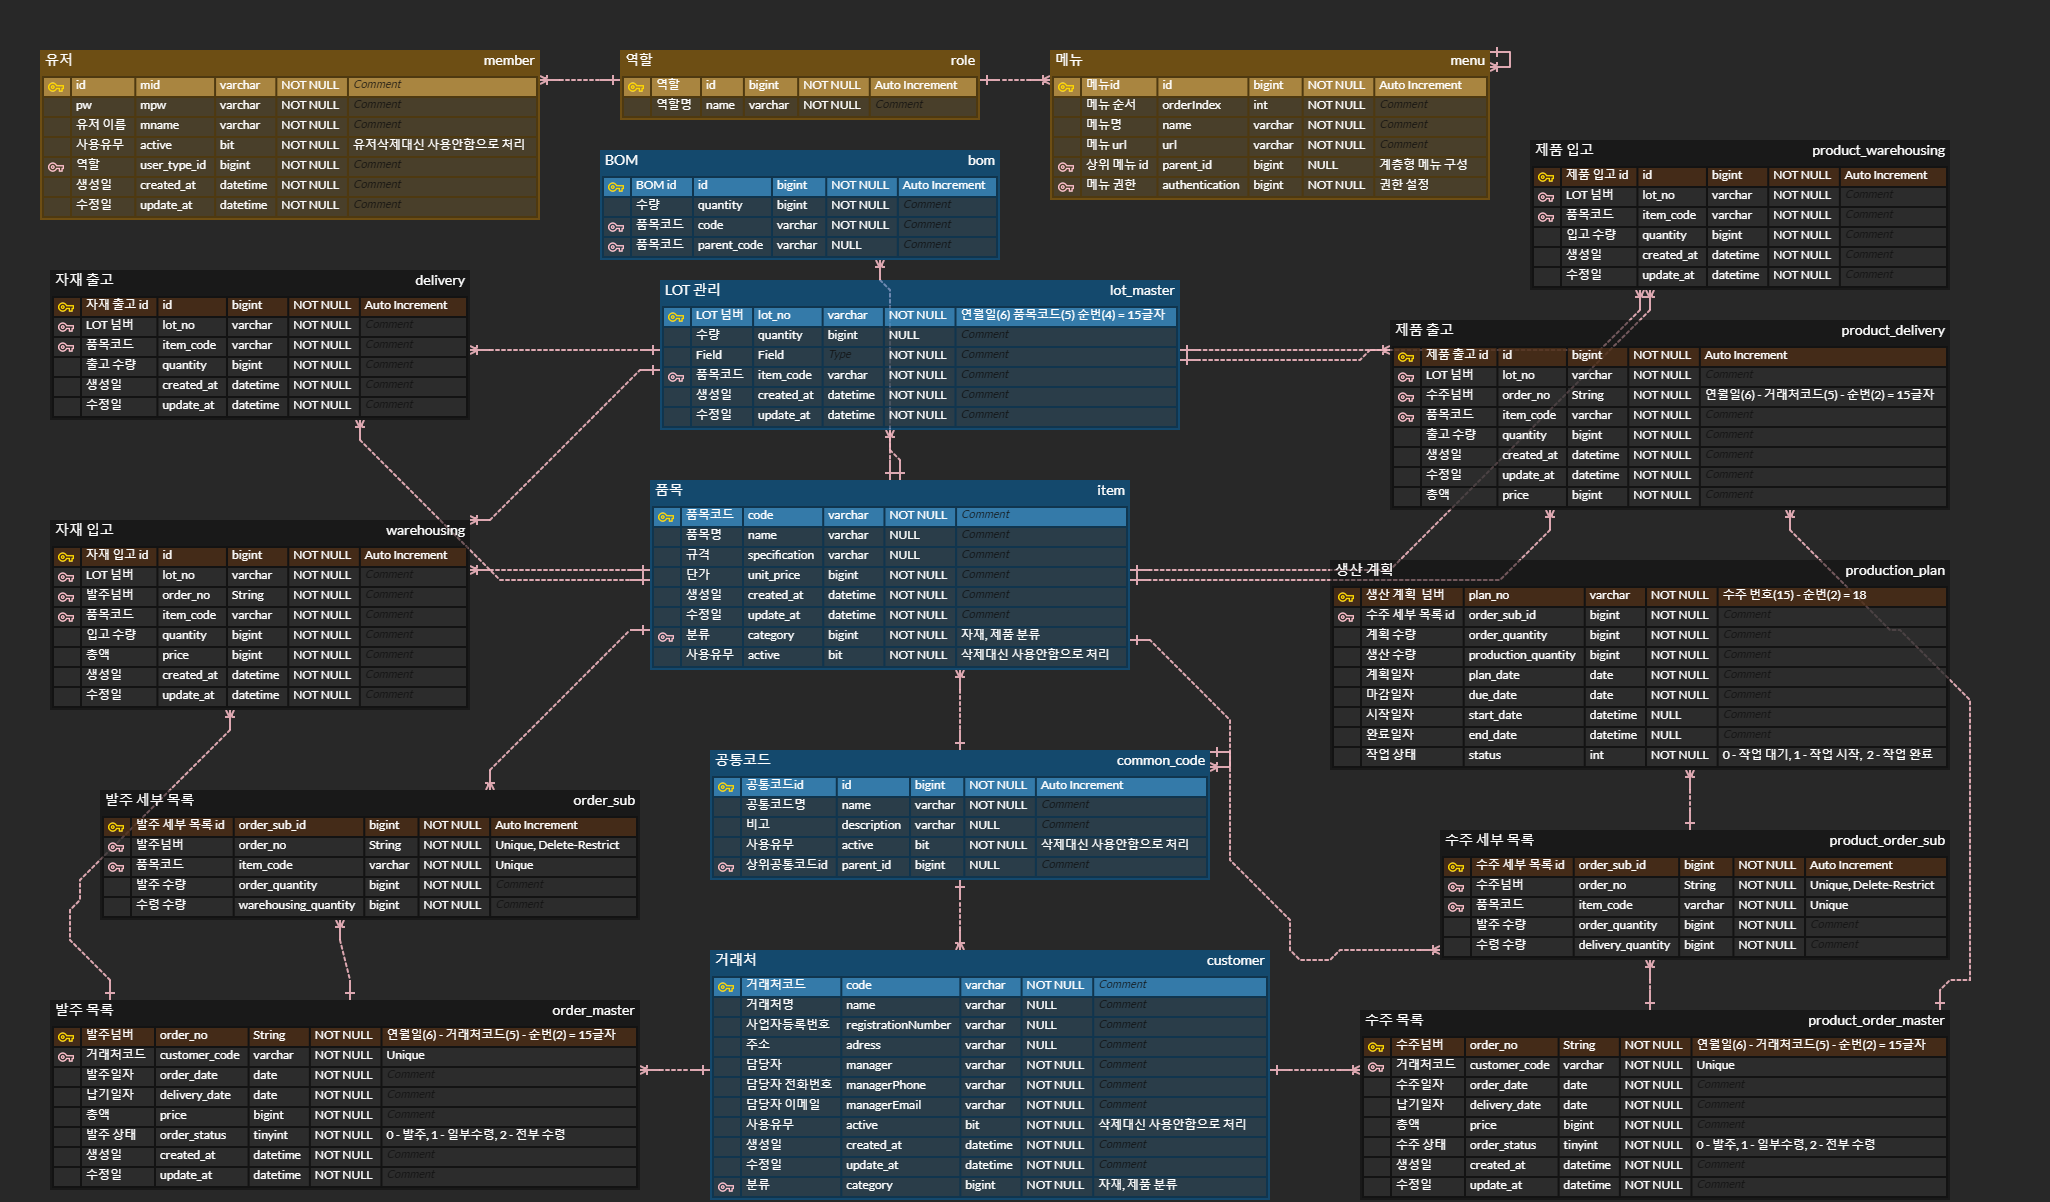 유저 member
id mid varchar NOT NULL Comment
pw mpw varchar NOT NULL Comment
유저 이름 mname varchar NOT NULL Comment
사용유무 active bit NOT NULL 유저삭제대신 사용안함으로 처리
역할 user_type_id bigint NOT NULL Comment
생성일 created_at datetime NOT NULL Comment
수정일 update_at datetime NOT NULL Comment
역할 role
역할 id bigint NOT NULL Auto Increment
역할명 name varchar NOT NULL Comment
메뉴 menu
메뉴id id bigint NOT NULL Auto Increment
메뉴 순서 orderIndex int NOT NULL Comment
메뉴명 name varchar NOT NULL Comment
메뉴 url url varchar NOT NULL Comment
상위 메뉴 id parent_id bigint NULL 계층형 메뉴 구성
메뉴 권한 authentication bigint NOT NULL 권한 설정
BOM bom
BOM id id bigint NOT NULL Auto Increment
수량 quantity bigint NOT NULL Comment
품목코드 code varchar NOT NULL Comment
품목코드 parent_code varchar NULL Comment
제품 입고 product_warehousing
제품 입고 id id bigint NOT NULL Auto Increment
LOT 넘버 lot_no varchar NOT NULL Comment
품목코드 item_code varchar NOT NULL Comment
입고 수량 quantity bigint NOT NULL Comment
생성일 created_at datetime NOT NULL Comment
수정일 update_at datetime NOT NULL Comment
자재 출고 delivery
자재 출고 id id bigint NOT NULL Auto Increment
LOT 넘버 lot_no varchar NOT NULL Comment
품목코드 item_code varchar NOT NULL Comment
출고 수량 quantity bigint NOT NULL Comment
생성일 created_at datetime NOT NULL Comment
수정일 update_at datetime NOT NULL Comment
LOT 관리 lot_master
LOT 넘버 lot_no varchar NOT NULL 연월일(6) 품목코드(5) 순번(4) = 15글자
수량 quantity bigint NULL Comment
Field Field Type NOT NULL Comment
품목코드 item_code varchar NOT NULL Comment
생성일 created_at datetime NOT NULL Comment
수정일 update_at datetime NOT NULL Comment
제품 출고 product_delivery
제품 출고 id id bigint NOT NULL Auto Increment
LOT 넘버 lot_no varchar NOT NULL Comment
수주넘버 order_no String NOT NULL 연월일(6) - 거래처코드(5) - 순번(2) = 15글자
품목코드 item_code varchar NOT NULL Comment
출고 수량 quantity bigint NOT NULL Comment
생성일 created_at datetime NOT NULL Comment
수정일 update_at datetime NOT NULL Comment
총액 price bigint NOT NULL Comment
품목 item
품목코드 code varchar NOT NULL Comment
품목명 name varchar NULL Comment
규격 specification varchar NULL Comment
단가 unit_price bigint NOT NULL Comment
생성일 created_at datetime NOT NULL Comment
수정일 update_at datetime NOT NULL Comment
분류 category bigint NOT NULL 자재, 제품 분류
사용유무 active bit NOT NULL 삭제대신 사용안함으로 처리
자재 입고 warehousing
자재 입고 id id bigint NOT NULL Auto Increment
LOT 넘버 lot_no varchar NOT NULL Comment
발주넘버 order_no String NOT NULL Comment
품목코드 item_code varchar NOT NULL Comment
입고 수량 quantity bigint NOT NULL Comment
총액 price bigint NOT NULL Comment
생성일 created_at datetime NOT NULL Comment
수정일 update_at datetime NOT NULL Comment
생산 계획 production_plan
생산 계획 넘버 plan_no varchar NOT NULL 수주 번호(15) - 순번(2) = 18
수주 세부 목록 id order_sub_id bigint NOT NULL Comment
계획 수량 order_quantity bigint NOT NULL Comment
생산 수량 production_quantity bigint NOT NULL Comment
계획일자 plan_date date NOT NULL Comment
마감일자 due_date date NOT NULL Comment
시작일자 start_date datetime NULL Comment
완료일자 end_date datetime NULL Comment
작업 상태 status int NOT NULL 0 - 작업 대기, 1 - 작업 시작, 2 - 작업 완료
공통코드 common_code
공통코드id id bigint NOT NULL Auto Increment
공통코드명 name varchar NOT NULL Comment
비고 description varchar NULL Comment
사용유무 active bit NOT NULL 삭제대신 사용안함으로 처리
상위공통코드id parent_id bigint NULL Comment
발주 세부 목록 order_sub
발주 세부 목록 id order_sub_id bigint NOT NULL Auto Increment
발주넘버 order_no String NOT NULL Unique, Delete-Restrict
품목코드 item_code varchar NOT NULL Unique
발주 수량 order_quantity bigint NOT NULL Comment
수령 수량 warehousing_quantity bigint NOT NULL Comment
수주 세부 목록 product_order_sub
수주 세부 목록 id order_sub_id bigint NOT NULL Auto Increment
수주넘버 order_no String NOT NULL Unique, Delete-Restrict
품목코드 item_code varchar NOT NULL Unique
발주 수량 order_quantity bigint NOT NULL Comment
수령 수량 delivery_quantity bigint NOT NULL Comment
거래처 customer
거래처코드 code varchar NOT NULL Comment
거래처명 name varchar NULL Comment
사업자등록번호 registrationNumber varchar NULL Comment
주소 adress varchar NULL Comment
담당자 manager varchar NOT NULL Comment
담당자 전화번호 managerPhone varchar NOT NULL Comment
담당자 이메일 managerEmail varchar NOT NULL Comment
사용유무 active bit NOT NULL 삭제대신 사용안함으로 처리
생성일 created_at datetime NOT NULL Comment
수정일 update_at datetime NOT NULL Comment
분류 category bigint NOT NULL 자재, 제품 분류
발주 목록 order_master
발주넘버 order_no String NOT NULL 연월일(6) - 거래처코드(5) - 순번(2) = 15글자
거래처코드 customer_code varchar NOT NULL Unique
발주일자 order_date date NOT NULL Comment
납기일자 delivery_date date NOT NULL Comment
총액 price bigint NOT NULL Comment
발주 상태 order_status tinyint NOT NULL 0 - 발주, 1 - 일부수령, 2 - 전부 수령
생성일 created_at datetime NOT NULL Comment
수정일 update_at datetime NOT NULL Comment
수주 목록 product_order_master
수주넘버 order_no String NOT NULL 연월일(6) - 거래처코드(5) - 순번(2) = 15글자
거래처코드 customer_code varchar NOT NULL Unique
수주일자 order_date date NOT NULL Comment
납기일자 delivery_date date NOT NULL Comment
총액 price bigint NOT NULL Comment
수주 상태 order_status tinyint NOT NULL 0 - 발주, 1 - 일부수령, 2 - 전부 수령
생성일 created_at datetime NOT NULL Comment
수정일 update_at datetime NOT NULL Comment